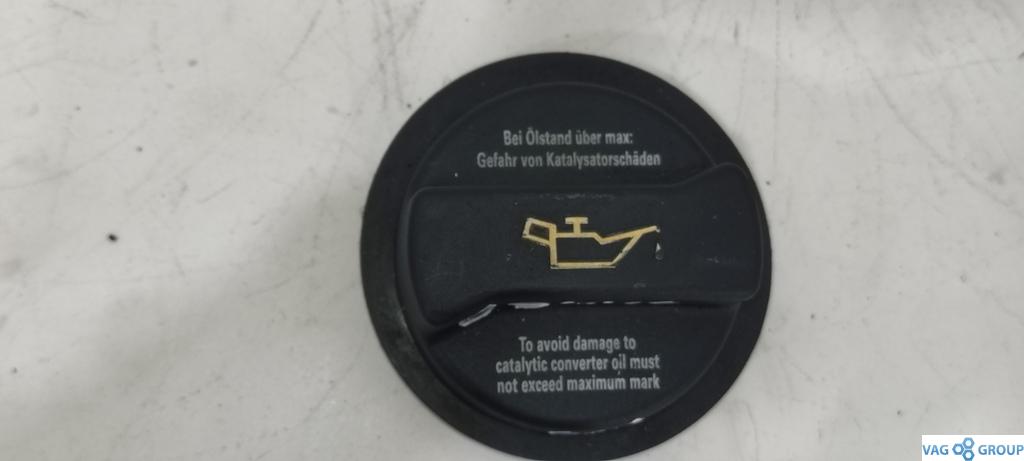 Bei Ölstand über max:
Gefahr von Katalysatorschäden
To avoid damage to
catalytic converter oil must
not exceed maximum mark
VAG GROUP